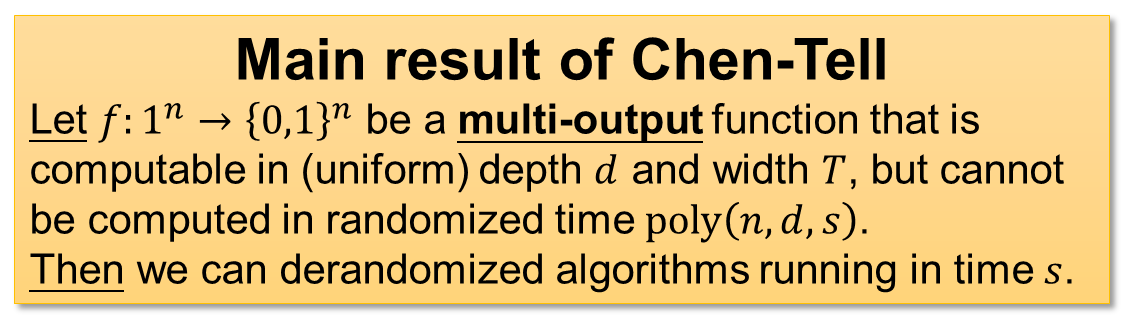 Main result of Chen-Tell
Let f: 1ⁿ → {0,1}ⁿ be a multi-output function that is
computable in (uniform) depth d and width T, but cannot
be computed in randomized time poly(n, d, s).
Then we can derandomized algorithms running in time s.